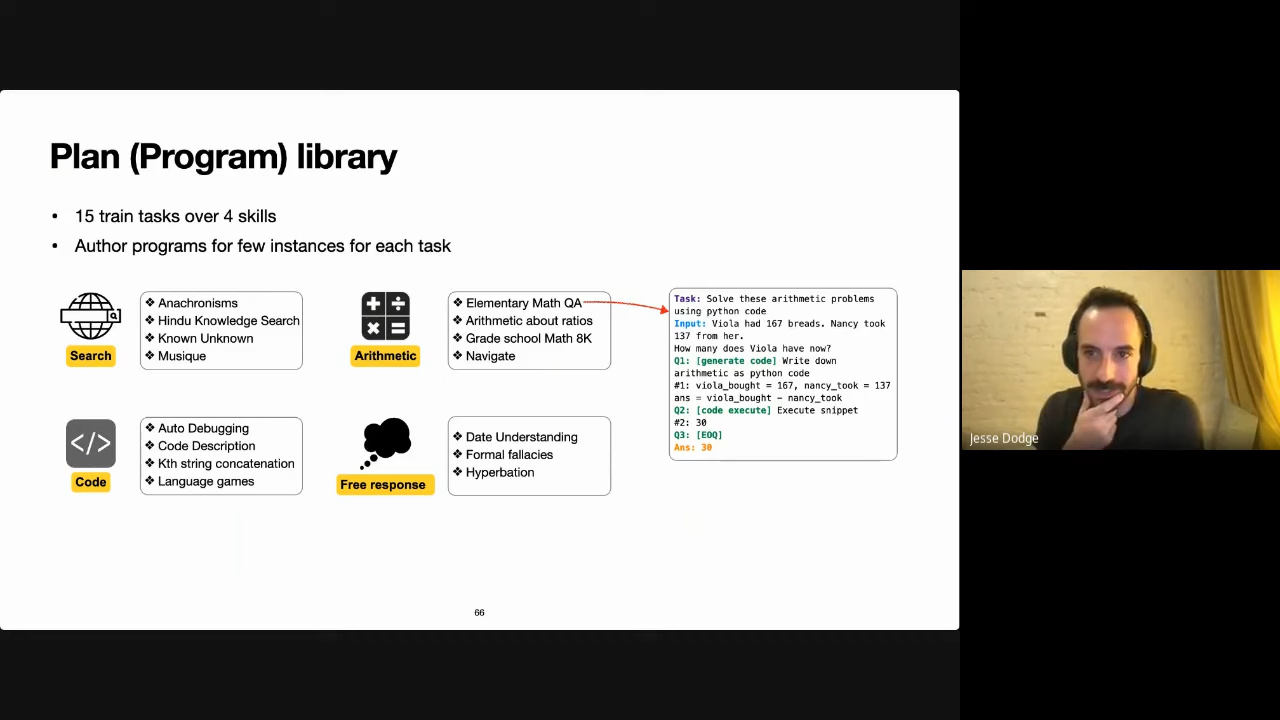 Plan (Program) library
• 15 train tasks over 4 skills
• Author programs for few instances for each task
Search
❖ Anachronisms
❖ Hindu Knowledge Search
❖ Known Unknown
❖ Musique
Arithmetic
❖ Elementary Math QA
❖ Arithmetic about ratios
❖ Grade school Math 8K
❖ Navigate
Task: Solve these arithmetic problems
using python code
Input: Viola had 167 breads. Nancy took
137 from her.
How many does Viola have now?
Q1: [generate code] Write down
arithmetic as python code
#1: viola_bought = 167, nancy_took = 137
ans = viola_bought - nancy_took
Q2: [code execute] Execute snippet
#2: 30
Q3: [EOQ]
Ans: 30
</> Code
❖ Auto Debugging
❖ Code Description
❖ Kth string concatenation
❖ Language games
Free response
❖ Date Understanding
❖ Formal fallacies
❖ Hyperbation
66
Jesse Dodge